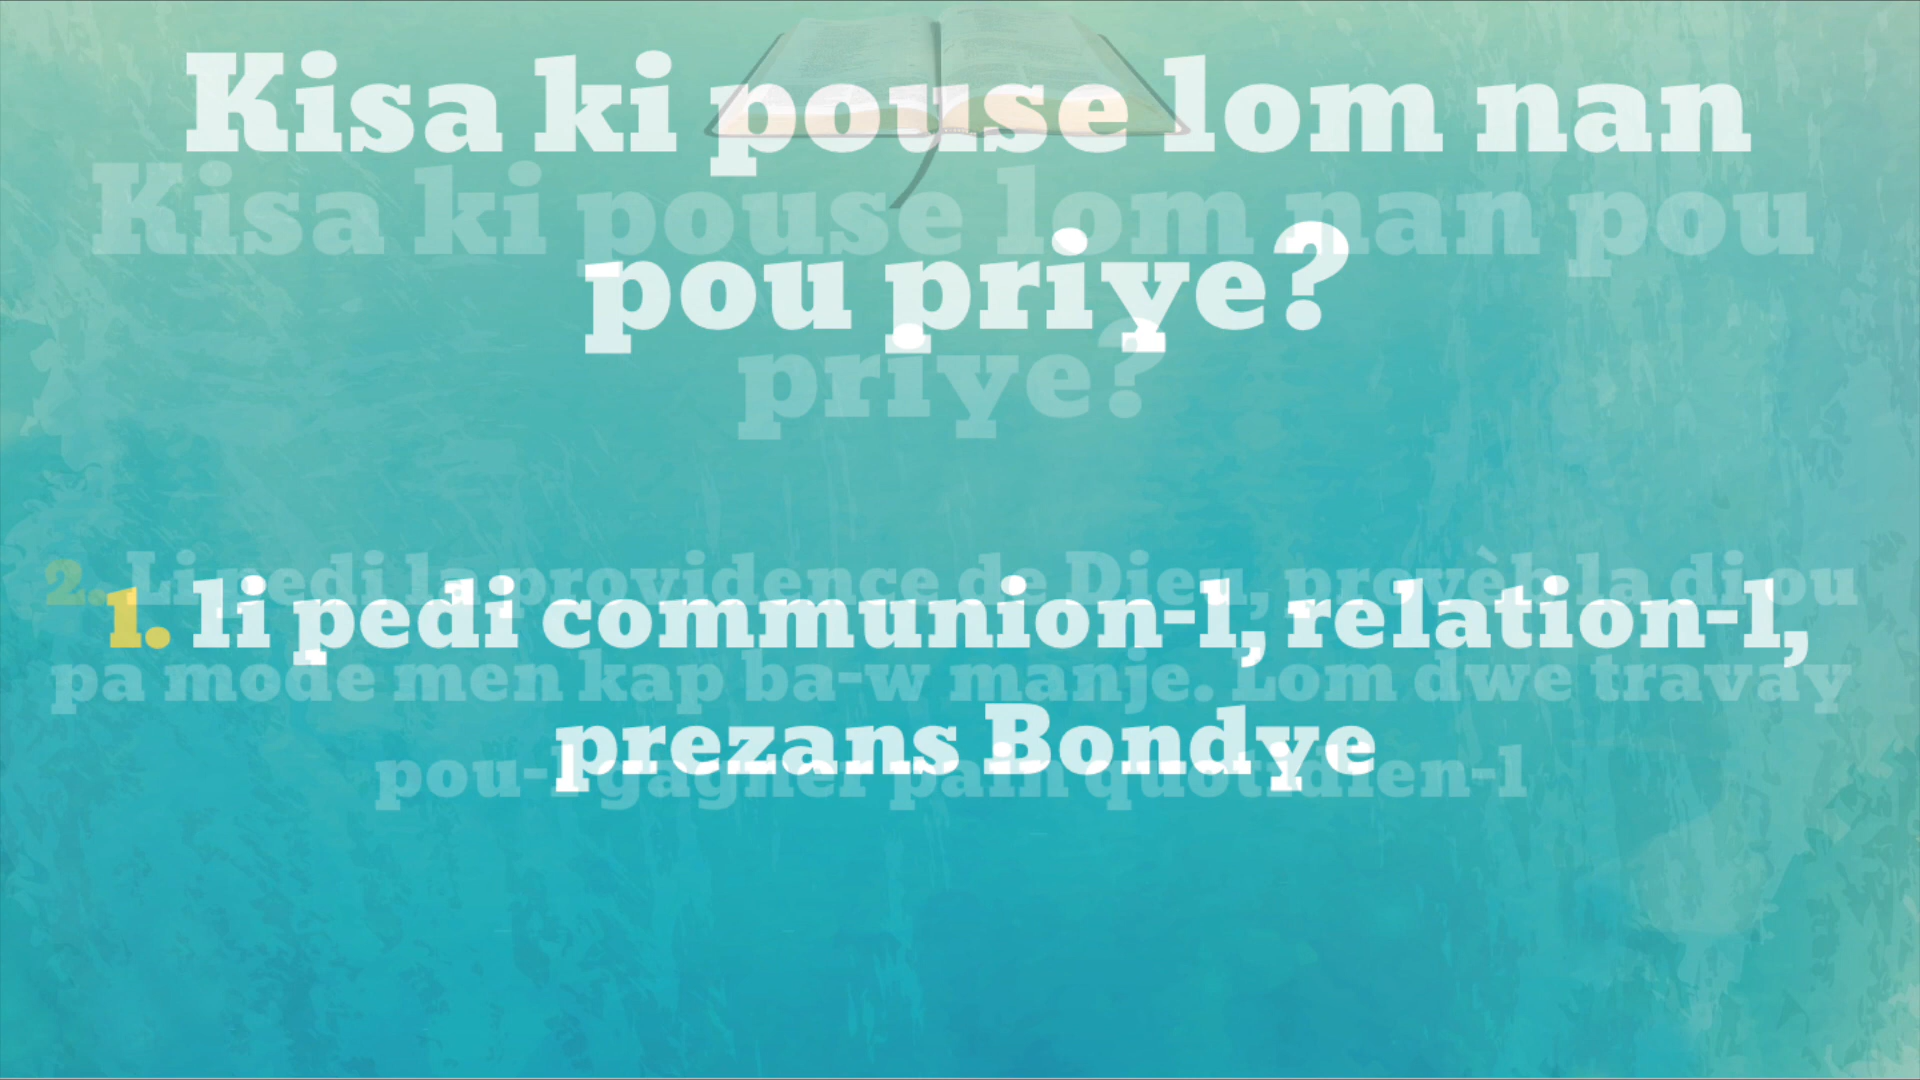 Kisa ki pouse lom nan
pou priye?
1. li pedi communion-l, relation-l,
prezans Bondye
Kisa ki pouse lom nan pou
priye?
2. Li pedi la providence de Dieu, provèb la di ou
pa mode men kap ba-w manje. Lom dwe travay
pou-l gagner pain quotidien-l